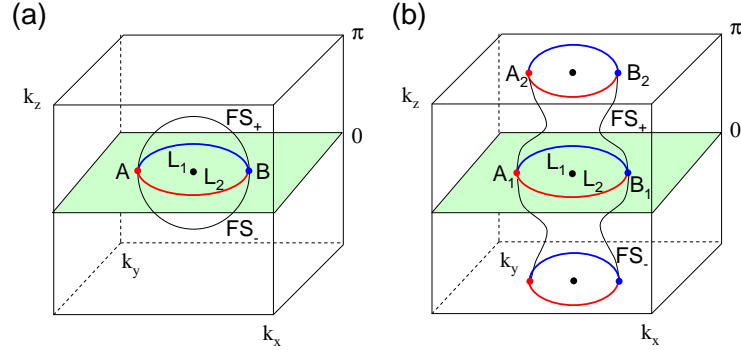 (a)
π
k_z
FS_+
0
A
L_1
B
L_2
FS_-
k_y
k_x
(b)
π
A_2
B_2
k_z
FS_+
0
L_1
A_1
L_2
B_1
k_y
FS_-
k_x